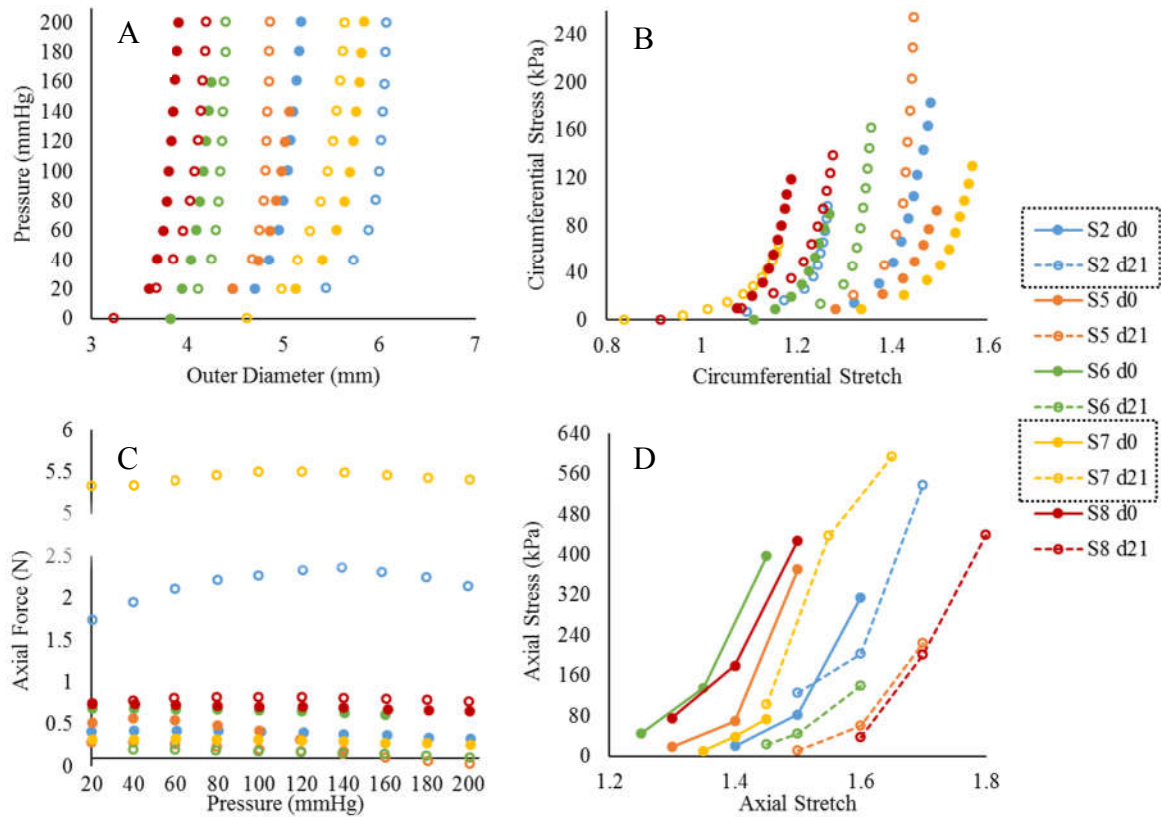 A
Pressure (mmHg)
200
180
160
140
120
100
80
60
40
20
0
3 4 5 6 7
Outer Diameter (mm)
B
Circumferential Stress (kPa)
240
200
160
120
80
40
0
0.8 1 1.2 1.4 1.6
Circumferential Stretch
S2 d0
S2 d21
S5 d0
S5 d21
S6 d0
S6 d21
S7 d0
S7 d21
S8 d0
S8 d21
C
Axial Force (N)
6
5.5
5
2.5
2
1.5
1
0.5
0
20 40 60 80 100 120 140 160 180 200
Pressure (mmHg)
D
Axial Stress (kPa)
640
560
480
400
320
240
160
80
0
1.2 1.4 1.6 1.8
Axial Stretch